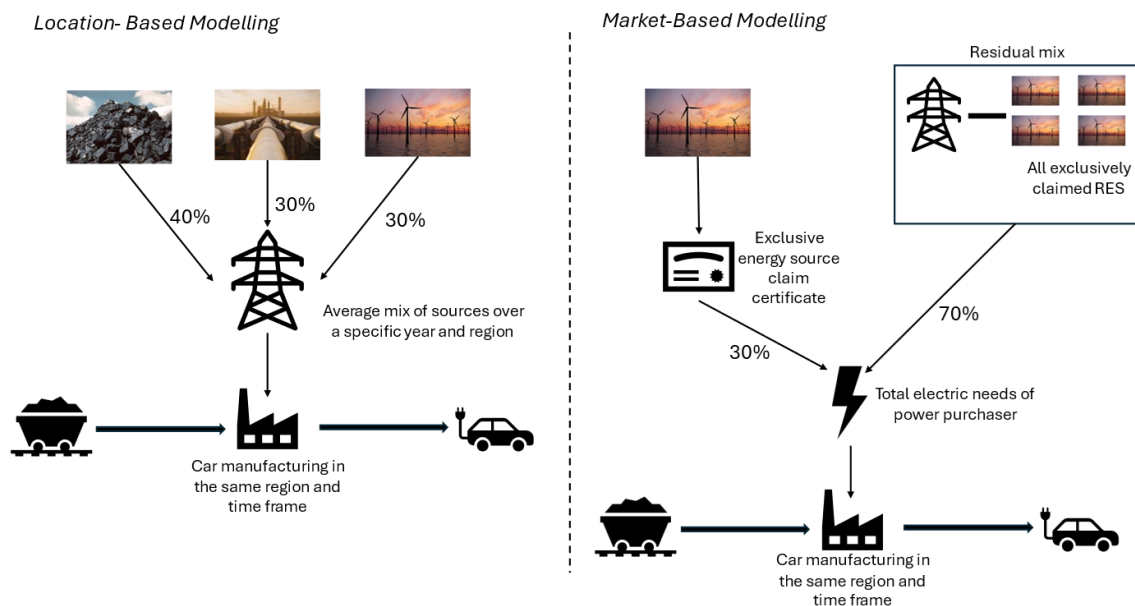 Location- Based Modelling
40%
30%
30%
Average mix of sources over
a specific year and region
Car manufacturing in
the same region and
time frame
Market-Based Modelling
Residual mix
All exclusively
claimed RES
Exclusive
energy source
claim
certificate
30%
70%
Total electric needs of
power purchaser
Car manufacturing in
the same region and
time frame